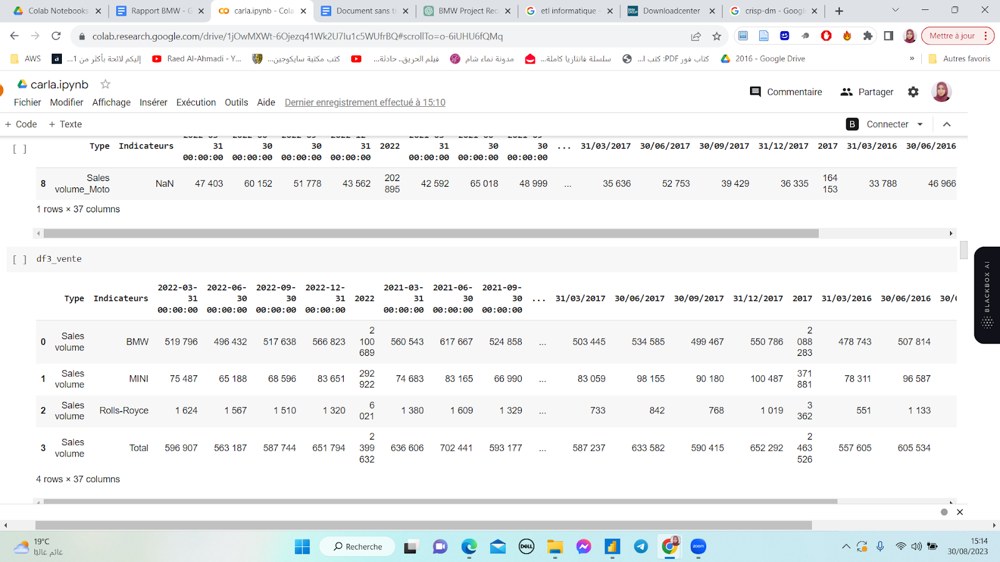 Colab Notebooks
Rapport BMW - G
carla.ipynb - Cola
Document sans ti
BMW Project Rec
etl informatique -
Downloadcenter
crisp-dm - Googl
colab.research.google.com/drive/1jOwMXWt-6Ojezq41Wk2U7Iu1c5WUfrBQ#scrollTo=o-6iUHU6fQMq
Mettre à jour
AWS
إليكم لائحة بأكثر من 1...
Raed Al-Ahmadi - Y...
كتب مكتبة سايكوجين...
فيلم الحريق.. حادثة...
مدونة نماء شام
سلسلة فانتازيا كاملة...
كتاب فور PDF: كتب ا...
2016 - Google Drive
»
Autres favoris
carla.ipynb
Commentaire
Partager
Fichier Modifier Affichage Insérer Exécution Outils Aide Dernier enregistrement effectué à 15:10
+ Code + Texte
B Connecter
[ ] Type Indicateurs 31 30 30 31 2022 31 30 30 ... 31/03/2017 30/06/2017 30/09/2017 31/12/2017 2017 31/03/2016 30/06/2016
00:00:00 00:00:00 00:00:00 00:00:00 00:00:00 00:00:00 00:00:00
8 Sales volume_Moto NaN 47 403 60 152 51 778 43 562 202 895 42 592 65 018 48 999 ... 35 636 52 753 39 429 36 335 164 153 33 788 46 966
1 rows × 37 columns
[ ] df3_vente
2022-03- 2022-06- 2022-09- 2022-12- 2021-03- 2021-06- 2021-09-
Type Indicateurs 31 30 30 31 2022 31 30 30 ... 31/03/2017 30/06/2017 30/09/2017 31/12/2017 2017 31/03/2016 30/06/2016 30/0
00:00:00 00:00:00 00:00:00 00:00:00 00:00:00 00:00:00 00:00:00
0 Sales volume BMW 519 796 496 432 517 638 566 823 2 100 689 560 543 617 667 524 858 ... 503 445 534 585 499 467 550 786 2 088 283 478 743 507 814
1 Sales volume MINI 75 487 65 188 68 596 83 651 292 922 74 683 83 165 66 990 ... 83 059 98 155 90 180 100 487 371 881 78 311 96 587
2 Sales volume Rolls-Royce 1 624 1 567 1 510 1 320 6 021 1 380 1 609 1 329 ... 733 842 768 1 019 3 362 551 1 133
3 Sales volume Total 596 907 563 187 587 744 651 794 2 399 632 636 606 702 441 593 177 ... 587 237 633 582 590 415 652 292 2 463 526 557 605 605 534
4 rows × 37 columns
BLACKBOX AI
19°C
غائم غالبًا
Recherche
DELL
zoom
15:14
30/08/2023